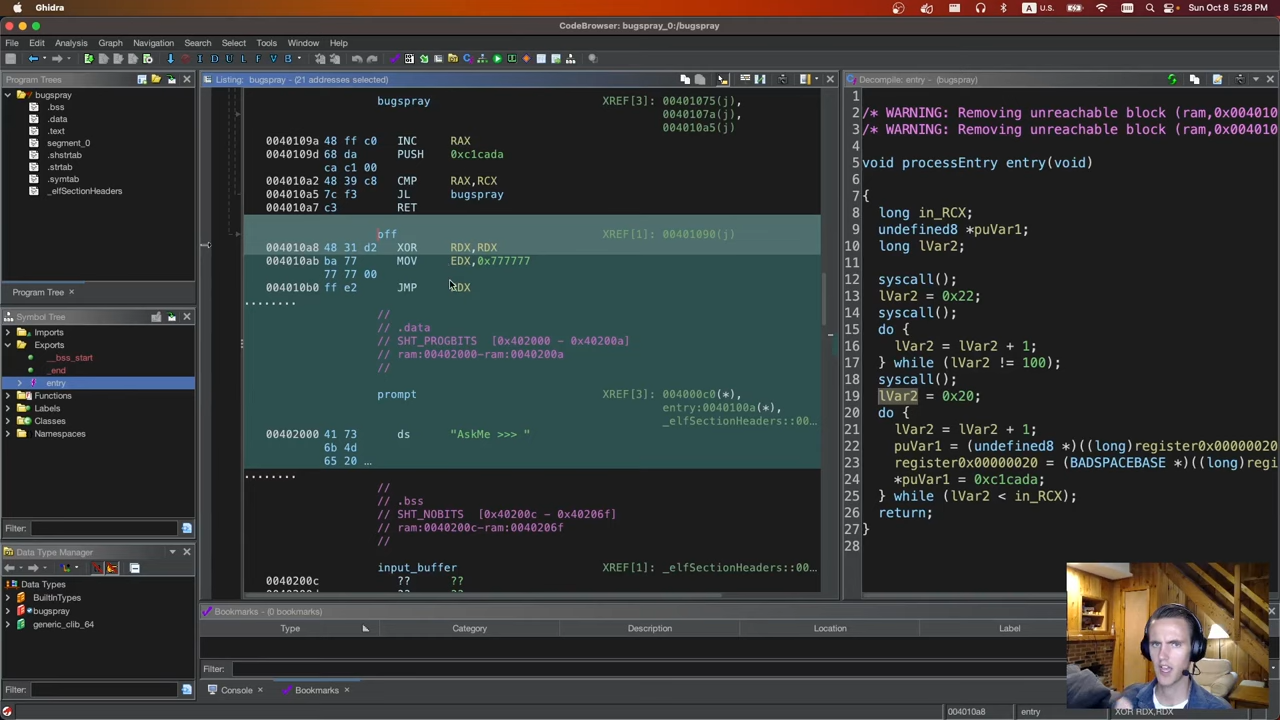 Ghidra
U.S.
Sun Oct 8 5:28 PM
CodeBrowser: bugspray_0:/bugspray
File Edit Analysis Graph Navigation Search Select Tools Window Help
I D U L F V B
Program Trees
bugspray
.bss
.data
.text
segment_0
.shstrtab
.strtab
.symtab
_elfSectionHeaders
Program Tree
Symbol Tree
Imports
Exports
__bss_start
_end
entry
Functions
Labels
Classes
Namespaces
Filter:
Data Type Manager
Data Types
BuiltInTypes
bugspray
generic_clib_64
Filter:
Listing: bugspray - (21 addresses selected)
bugspray XREF[3]: 00401075(j),
0040107a(j),
004010a5(j)
0040109a 48 ff c0 INC RAX
0040109d 68 da PUSH 0xc1cada
ca c1 00
004010a2 48 39 c8 CMP RAX,RCX
004010a5 7c f3 JL bugspray
004010a7 c3 RET
off XREF[1]: 00401090(j)
004010a8 48 31 d2 XOR RDX,RDX
004010ab ba 77 MOV EDX,0x777777
77 77 00
004010b0 ff e2 JMP RDX
........
//
// .data
// SHT_PROGBITS [0x402000 - 0x40200a]
// ram:00402000-ram:0040200a
//
prompt XREF[3]: 004000c0(*),
entry:0040100a(*),
_elfSectionHeaders::00...
00402000 41 73 ds "AskMe >>> "
6b 4d
65 20 ...
........
//
// .bss
// SHT_NOBITS [0x40200c - 0x40206f]
// ram:0040200c-ram:0040206f
//
input_buffer XREF[1]: _elfSectionHeaders::00...
0040200c ?? ??
Decompile: entry - (bugspray)
1
2 /* WARNING: Removing unreachable block (ram,0x004010
3 /* WARNING: Removing unreachable block (ram,0x004010
4
5 void processEntry entry(void)
6
7 {
8 long in_RCX;
9 undefined8 *puVar1;
10 long lVar2;
11
12 syscall();
13 lVar2 = 0x22;
14 syscall();
15 do {
16 lVar2 = lVar2 + 1;
17 } while (lVar2 != 100);
18 syscall();
19 lVar2 = 0x20;
20 do {
21 lVar2 = lVar2 + 1;
22 puVar1 = (undefined8 *)((long)register0x00000020
23 register0x00000020 = (BADSPACEBASE *)((long)regist
24 *puVar1 = 0xc1cada;
25 } while (lVar2 < in_RCX);
26 return;
27 }
28
Bookmarks - (0 bookmarks)
Type Category Description Location Label
Filter:
Console Bookmarks
004010a8 entry XOR RDX,RDX